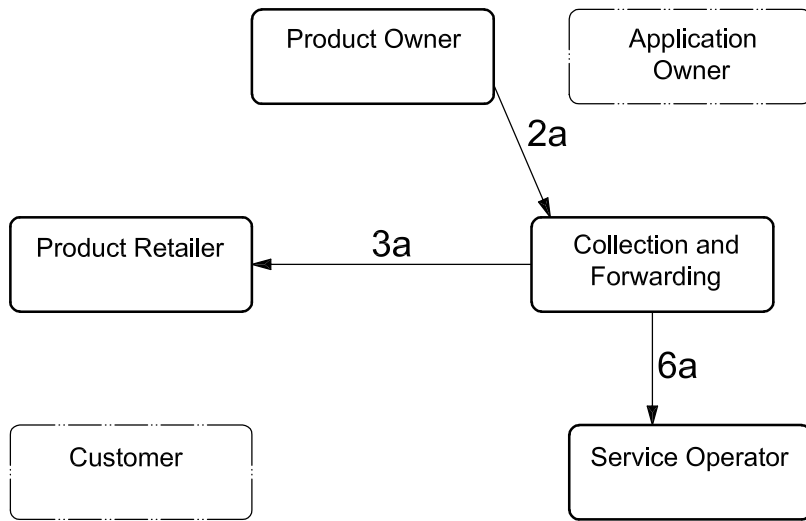 Product Owner
Application
Owner
2a
Product Retailer
3a
Collection and
Forwarding
6a
Customer
Service Operator